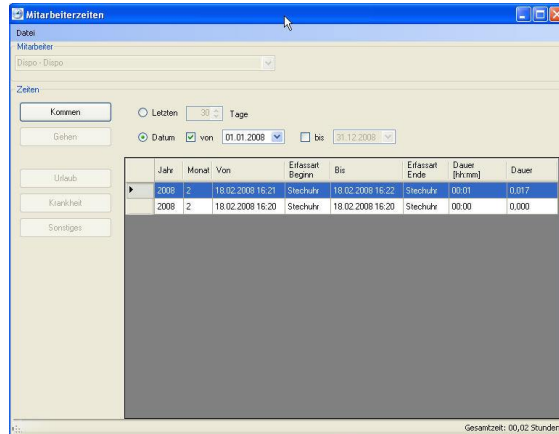 Mitarbeiterzeiten
Datei
Mitarbeiter
Dispo - Dispo
Zeiten
Kommen
Letzten 30 Tage
Gehen
Datum von 01.01.2008 bis 31.12.2008
Urlaub
Krankheit
Sonstiges
Jahr Monat Von Erfassart Beginn Bis Erfassart Ende Dauer [hh:mm] Dauer
2008 2 18.02.2008 16:21 Stechuhr 18.02.2008 16:22 Stechuhr 00:01 0,017
2008 2 18.02.2008 16:20 Stechuhr 18.02.2008 16:20 Stechuhr 00:00 0,000
Gesamtzeit: 00,02 Stunden